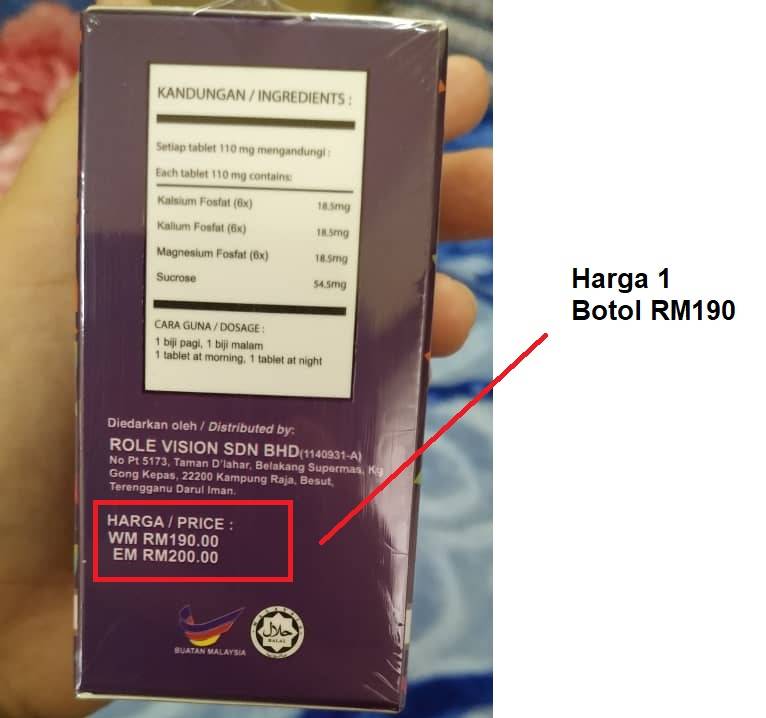 KANDUNGAN / INGREDIENTS :
Setiap tablet 110 mg mengandungi :
Each tablet 110 mg contains:
Kalsium Fosfat (6x) 18.5mg
Kalium Fosfat (6x) 18.5mg
Magnesium Fosfat (6x) 18.5mg
Sucrose 54.5mg
CARA GUNA / DOSAGE :
1 biji pagi, 1 biji malam
1 tablet at morning, 1 tablet at night
Diedarkan oleh / Distributed by:
ROLE VISION SDN BHD(1140931-A)
No Pt 5173, Taman D'lahar, Belakang Supermas, Kg
Gong Kepas, 22200 Kampung Raja, Besut,
Terengganu Darul Iman.
HARGA / PRICE :
WM RM190.00
EM RM200.00
BUATAN MALAYSIA
حلال
HALAL
Harga 1
Botol RM190